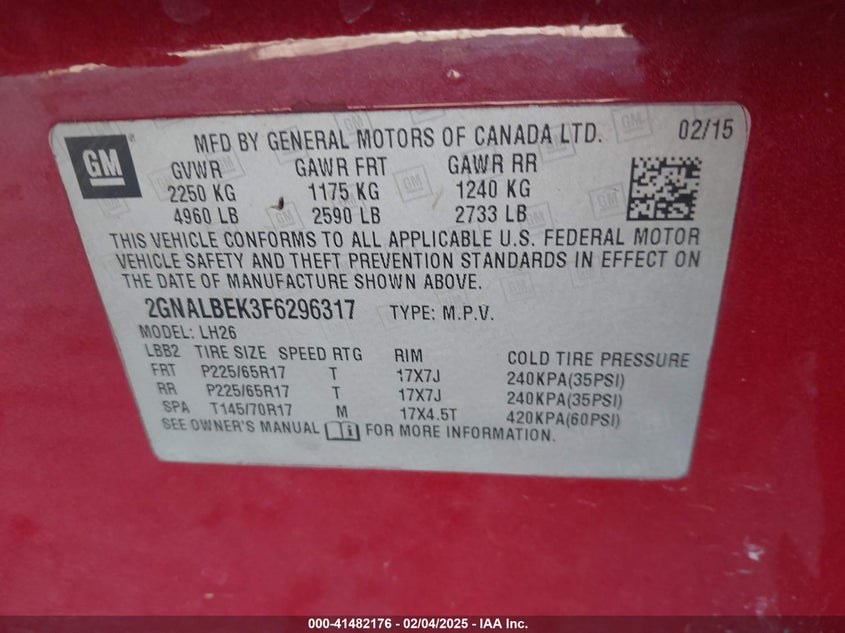 GM
MFD BY GENERAL MOTORS OF CANADA LTD. 02/15
GVWR GAWR FRT GAWR RR
2250 KG 1175 KG 1240 KG
4960 LB 2590 LB 2733 LB
THIS VEHICLE CONFORMS TO ALL APPLICABLE U.S. FEDERAL MOTOR
VEHICLE SAFETY AND THEFT PREVENTION STANDARDS IN EFFECT ON
THE DATE OF MANUFACTURE SHOWN ABOVE.
2GNALBEK3F6296317 TYPE: M.P.V.
MODEL: LH26
LBB2 TIRE SIZE SPEED RTG RIM COLD TIRE PRESSURE
FRT P225/65R17 T 17X7J 240KPA(35PSI)
RR P225/65R17 T 17X7J 240KPA(35PSI)
SPA T145/70R17 M 17X4.5T 420KPA(60PSI)
SEE OWNER'S MANUAL FOR MORE INFORMATION.
000-41482176 - 02/04/2025 - IAA Inc.